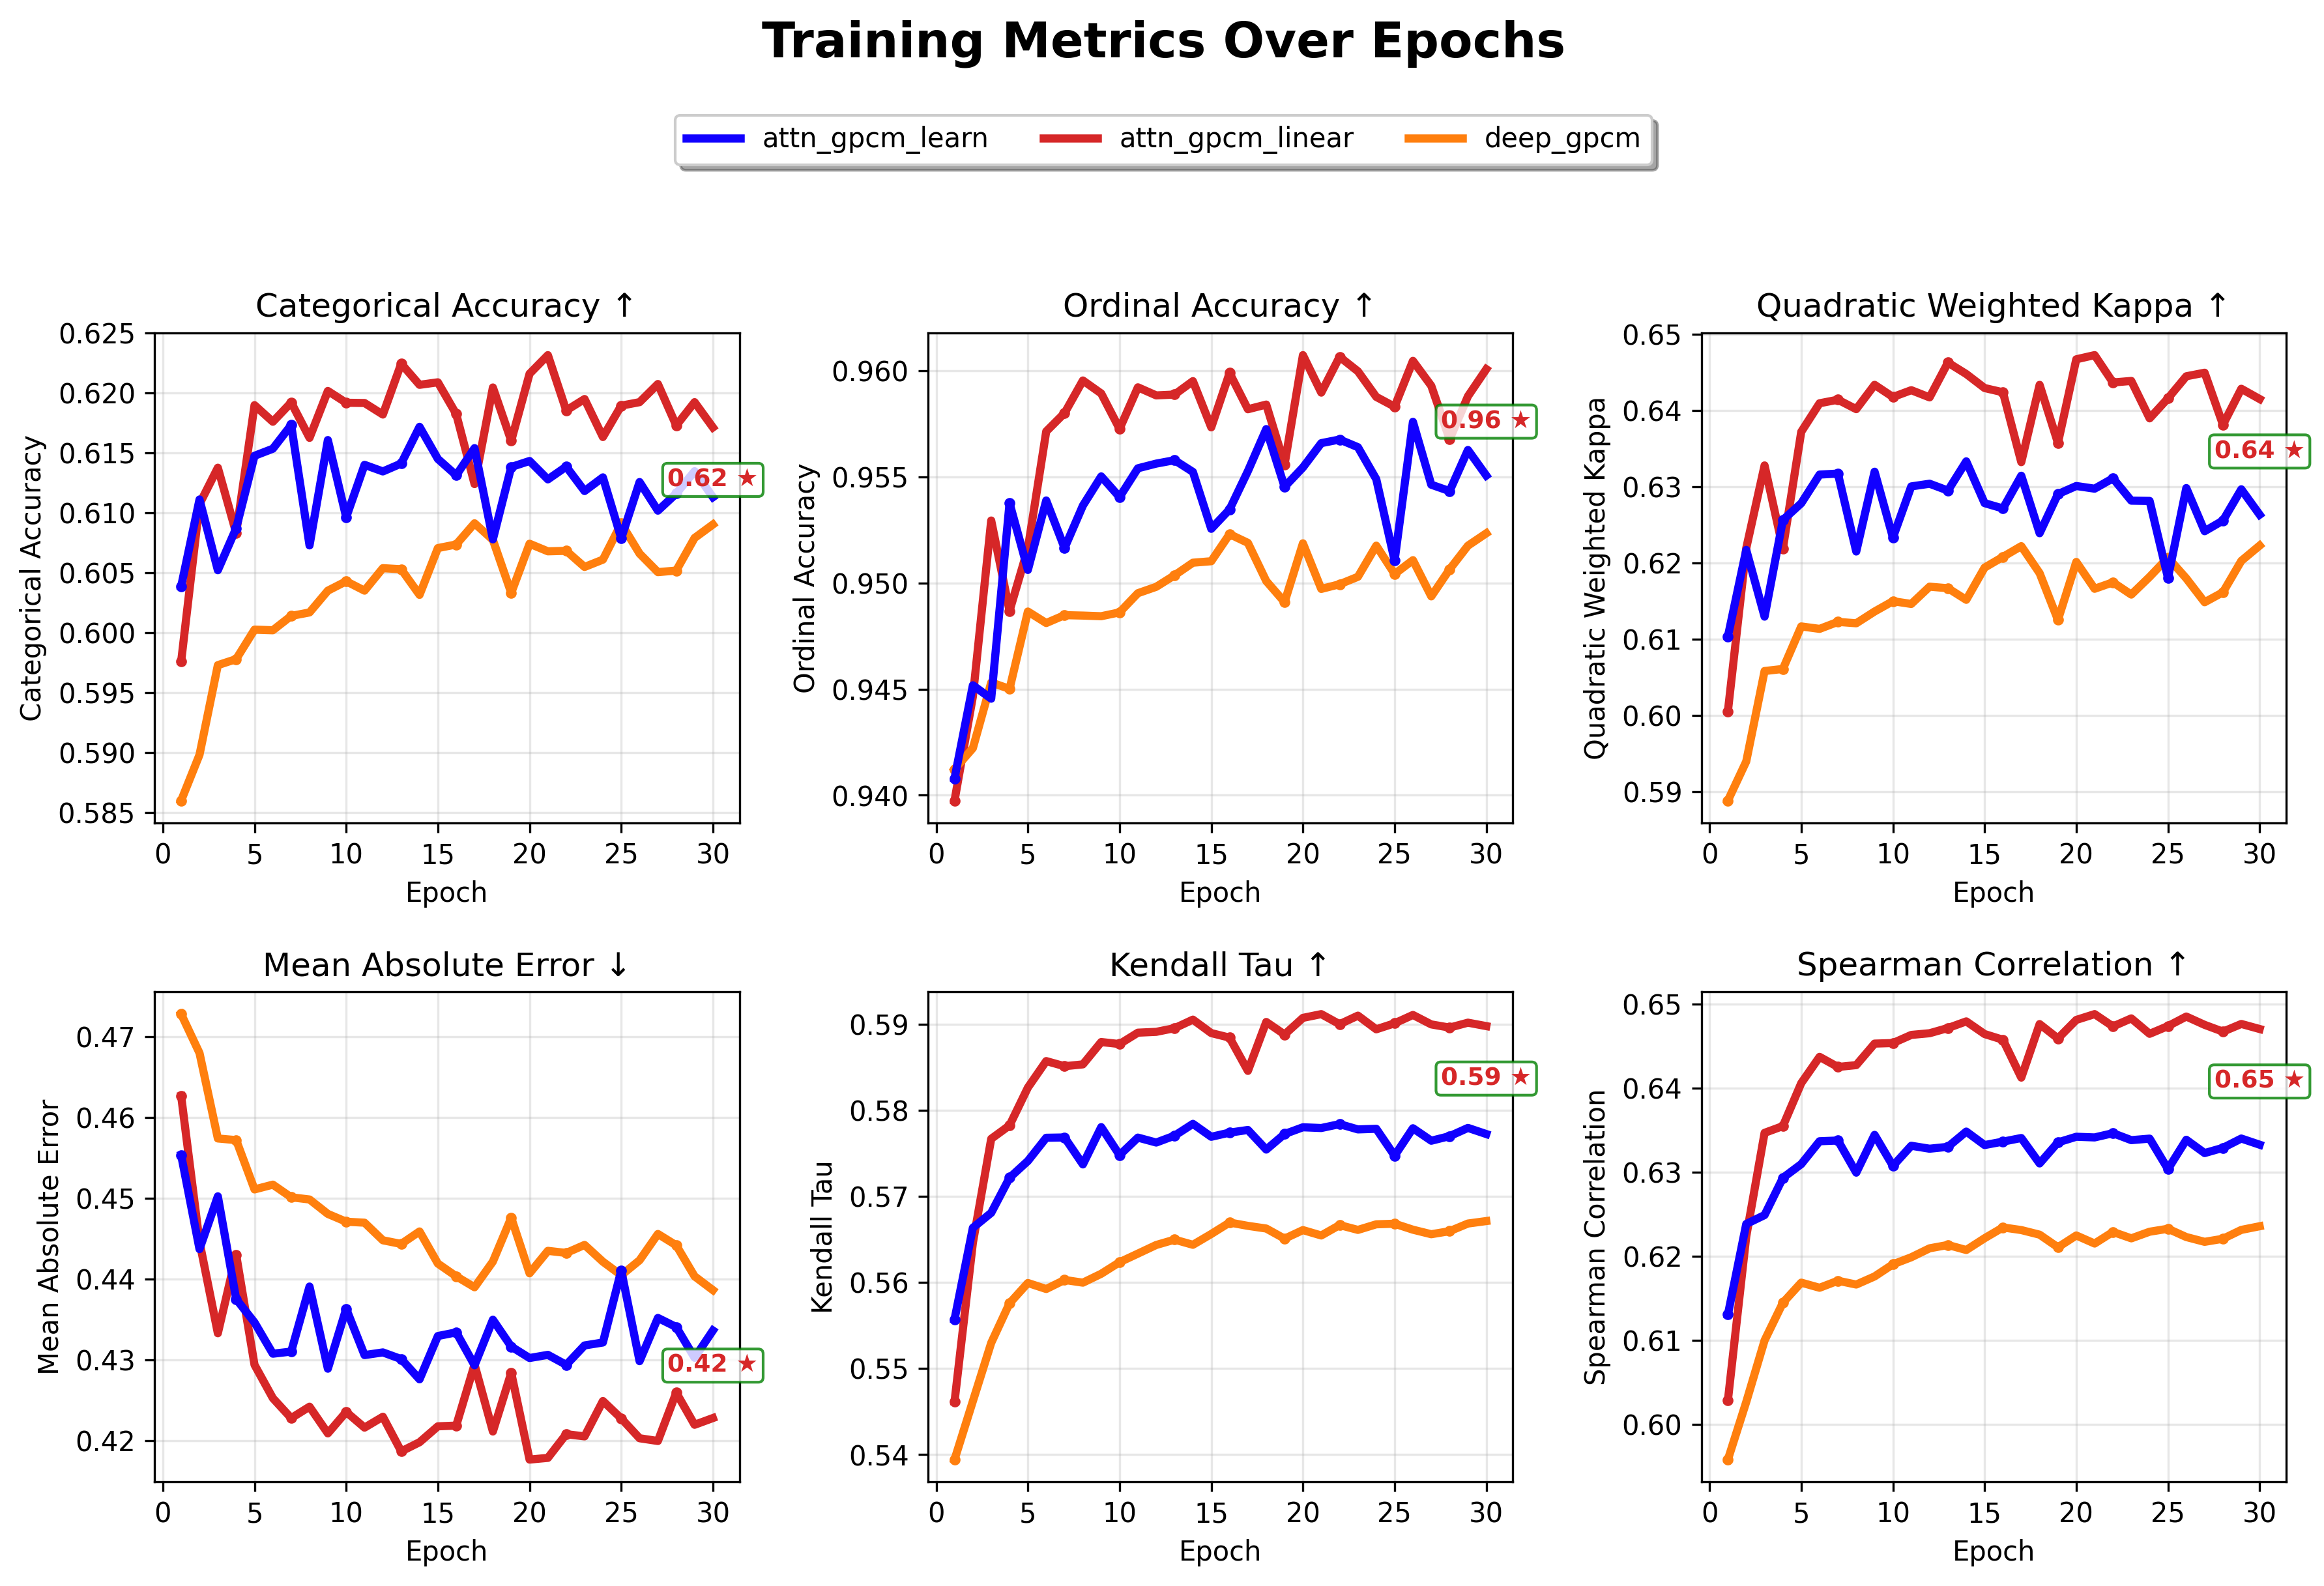 Training Metrics Over Epochs
attn_gpcm_learn attn_gpcm_linear deep_gpcm
Categorical Accuracy ↑
Categorical Accuracy
0.625
0.620
0.615
0.610
0.605
0.600
0.595
0.590
0.585
0.62 ★
0 5 10 15 20 25 30
Epoch
Ordinal Accuracy ↑
Ordinal Accuracy
0.960
0.955
0.950
0.945
0.940
0.96 ★
0 5 10 15 20 25 30
Epoch
Quadratic Weighted Kappa ↑
Quadratic Weighted Kappa
0.65
0.64
0.63
0.62
0.61
0.60
0.59
0.64 ★
0 5 10 15 20 25 30
Epoch
Mean Absolute Error ↓
Mean Absolute Error
0.47
0.46
0.45
0.44
0.43
0.42
0.42 ★
0 5 10 15 20 25 30
Epoch
Kendall Tau ↑
Kendall Tau
0.59
0.58
0.57
0.56
0.55
0.54
0.59 ★
0 5 10 15 20 25 30
Epoch
Spearman Correlation ↑
Spearman Correlation
0.65
0.64
0.63
0.62
0.61
0.60
0.65 ★
0 5 10 15 20 25 30
Epoch